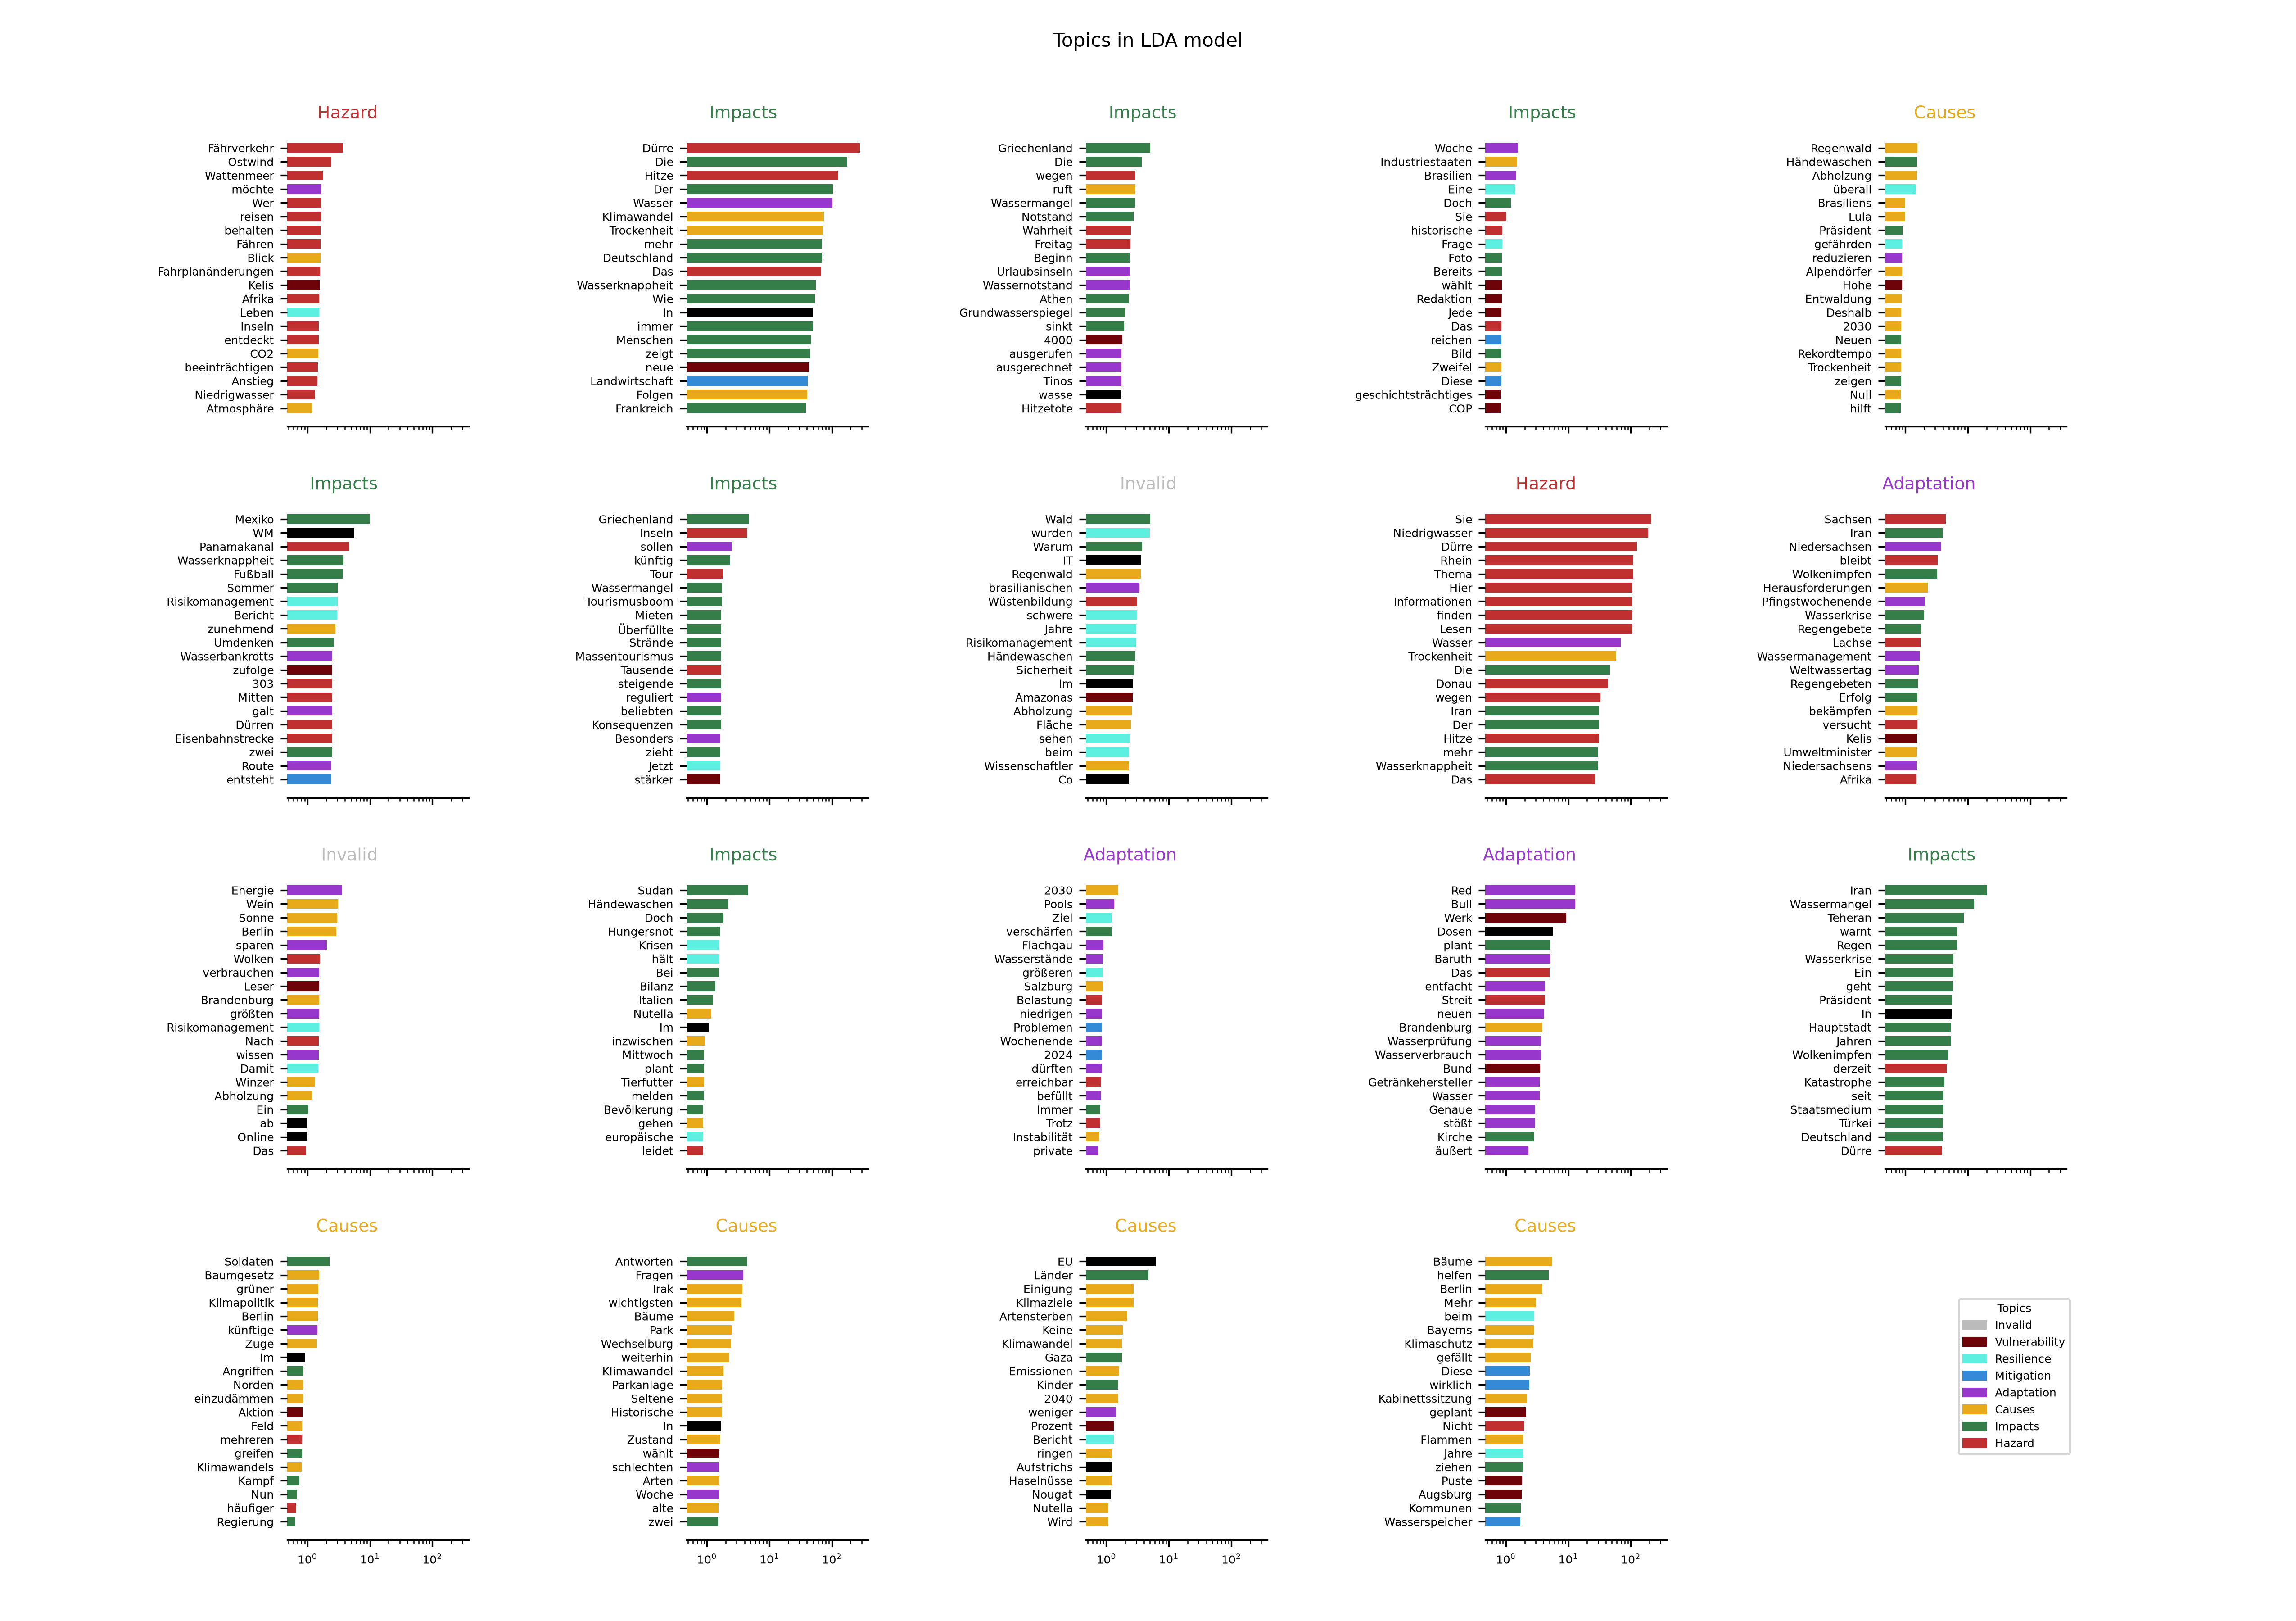 Topics in LDA model
Hazard
Fährverkehr
Ostwind
Wattenmeer
möchte
Wer
reisen
behalten
Fähren
Blick
Fahrplanänderungen
Kelis
Afrika
Leben
Inseln
entdeckt
CO2
beeinträchtigen
Anstieg
Niedrigwasser
Atmosphäre
Impacts
Dürre
Die
Hitze
Der
Wasser
Klimawandel
Trockenheit
mehr
Deutschland
Das
Wasserknappheit
Wie
In
immer
Menschen
zeigt
neue
Landwirtschaft
Folgen
Frankreich
Impacts
Griechenland
Die
wegen
ruft
Wassermangel
Notstand
Wahrheit
Freitag
Beginn
Urlaubsinseln
Wassernotstand
Athen
Grundwasserspiegel
sinkt
4000
ausgerufen
ausgerechnet
Tinos
wasse
Hitzetote
Impacts
Woche
Industriestaaten
Brasilien
Eine
Doch
Sie
historische
Frage
Foto
Bereits
wählt
Redaktion
Jede
Das
reichen
Bild
Zweifel
Diese
geschichtsträchtiges
COP
Causes
Regenwald
Händewaschen
Abholzung
überall
Brasiliens
Lula
Präsident
gefährden
reduzieren
Alpendörfer
Hohe
Entwaldung
Deshalb
2030
Neuen
Rekordtempo
Trockenheit
zeigen
Null
hilft
Impacts
Mexiko
WM
Panamakanal
Wasserknappheit
Fußball
Sommer
Risikomanagement
Bericht
zunehmend
Umdenken
Wasserbankrotts
zufolge
303
Mitten
galt
Dürren
Eisenbahnstrecke
zwei
Route
entsteht
Impacts
Griechenland
Inseln
sollen
künftig
Tour
Wassermangel
Tourismusboom
Mieten
Überfüllte
Strände
Massentourismus
Tausende
steigende
reguliert
beliebten
Konsequenzen
Besonders
zieht
Jetzt
stärker
Invalid
Wald
wurden
Warum
IT
Regenwald
brasilianischen
Wüstenbildung
schwere
Jahre
Risikomanagement
Händewaschen
Sicherheit
Im
Amazonas
Abholzung
Fläche
sehen
beim
Wissenschaftler
Co
Hazard
Sie
Niedrigwasser
Dürre
Rhein
Thema
Hier
Informationen
finden
Lesen
Wasser
Trockenheit
Die
Donau
wegen
Iran
Der
Hitze
mehr
Wasserknappheit
Das
Adaptation
Sachsen
Iran
Niedersachsen
bleibt
Wolkenimpfen
Herausforderungen
Pfingstwochenende
Wasserkrise
Regengebete
Lachse
Wassermanagement
Weltwassertag
Regengebeten
Erfolg
bekämpfen
versucht
Kelis
Umweltminister
Niedersachsens
Afrika
Invalid
Energie
Wein
Sonne
Berlin
sparen
Wolken
verbrauchen
Leser
Brandenburg
größten
Risikomanagement
Nach
wissen
Damit
Winzer
Abholzung
Ein
ab
Online
Das
Impacts
Sudan
Händewaschen
Doch
Hungersnot
Krisen
hält
Bei
Bilanz
Italien
Nutella
Im
inzwischen
Mittwoch
plant
Tierfutter
melden
Bevölkerung
gehen
europäische
leidet
Adaptation
2030
Pools
Ziel
verschärfen
Flachgau
Wasserstände
größeren
Salzburg
Belastung
niedrigen
Problemen
Wochenende
2024
dürften
erreichbar
befüllt
Immer
Trotz
Instabilität
private
Adaptation
Red
Bull
Werk
Dosen
plant
Baruth
Das
entfacht
Streit
neuen
Brandenburg
Wasserprüfung
Wasserverbrauch
Bund
Getränkehersteller
Wasser
Genaue
stößt
Kirche
äußert
Impacts
Iran
Wassermangel
Teheran
warnt
Regen
Wasserkrise
Ein
geht
Präsident
In
Hauptstadt
Jahren
Wolkenimpfen
derzeit
Katastrophe
seit
Staatsmedium
Türkei
Deutschland
Dürre
Causes
Soldaten
Baumgesetz
grüner
Klimapolitik
Berlin
künftige
Zuge
Im
Angriffen
Norden
einzudämmen
Aktion
Feld
mehreren
greifen
Klimawandels
Kampf
Nun
häufiger
Regierung
10⁰ 10¹ 10²
Causes
Antworten
Fragen
Irak
wichtigsten
Bäume
Park
Wechselburg
weiterhin
Klimawandel
Parkanlage
Seltene
Historische
In
Zustand
wählt
schlechten
Arten
Woche
alte
zwei
10⁰ 10¹ 10²
Causes
EU
Länder
Einigung
Klimaziele
Artensterben
Keine
Klimawandel
Gaza
Emissionen
Kinder
2040
weniger
Prozent
Bericht
ringen
Aufstrichs
Haselnüsse
Nougat
Nutella
Wird
10⁰ 10¹ 10²
Causes
Bäume
helfen
Berlin
Mehr
beim
Bayerns
Klimaschutz
gefällt
Diese
wirklich
Kabinettssitzung
geplant
Nicht
Flammen
Jahre
ziehen
Puste
Augsburg
Kommunen
Wasserspeicher
10⁰ 10¹ 10²
Topics
Invalid
Vulnerability
Resilience
Mitigation
Adaptation
Causes
Impacts
Hazard